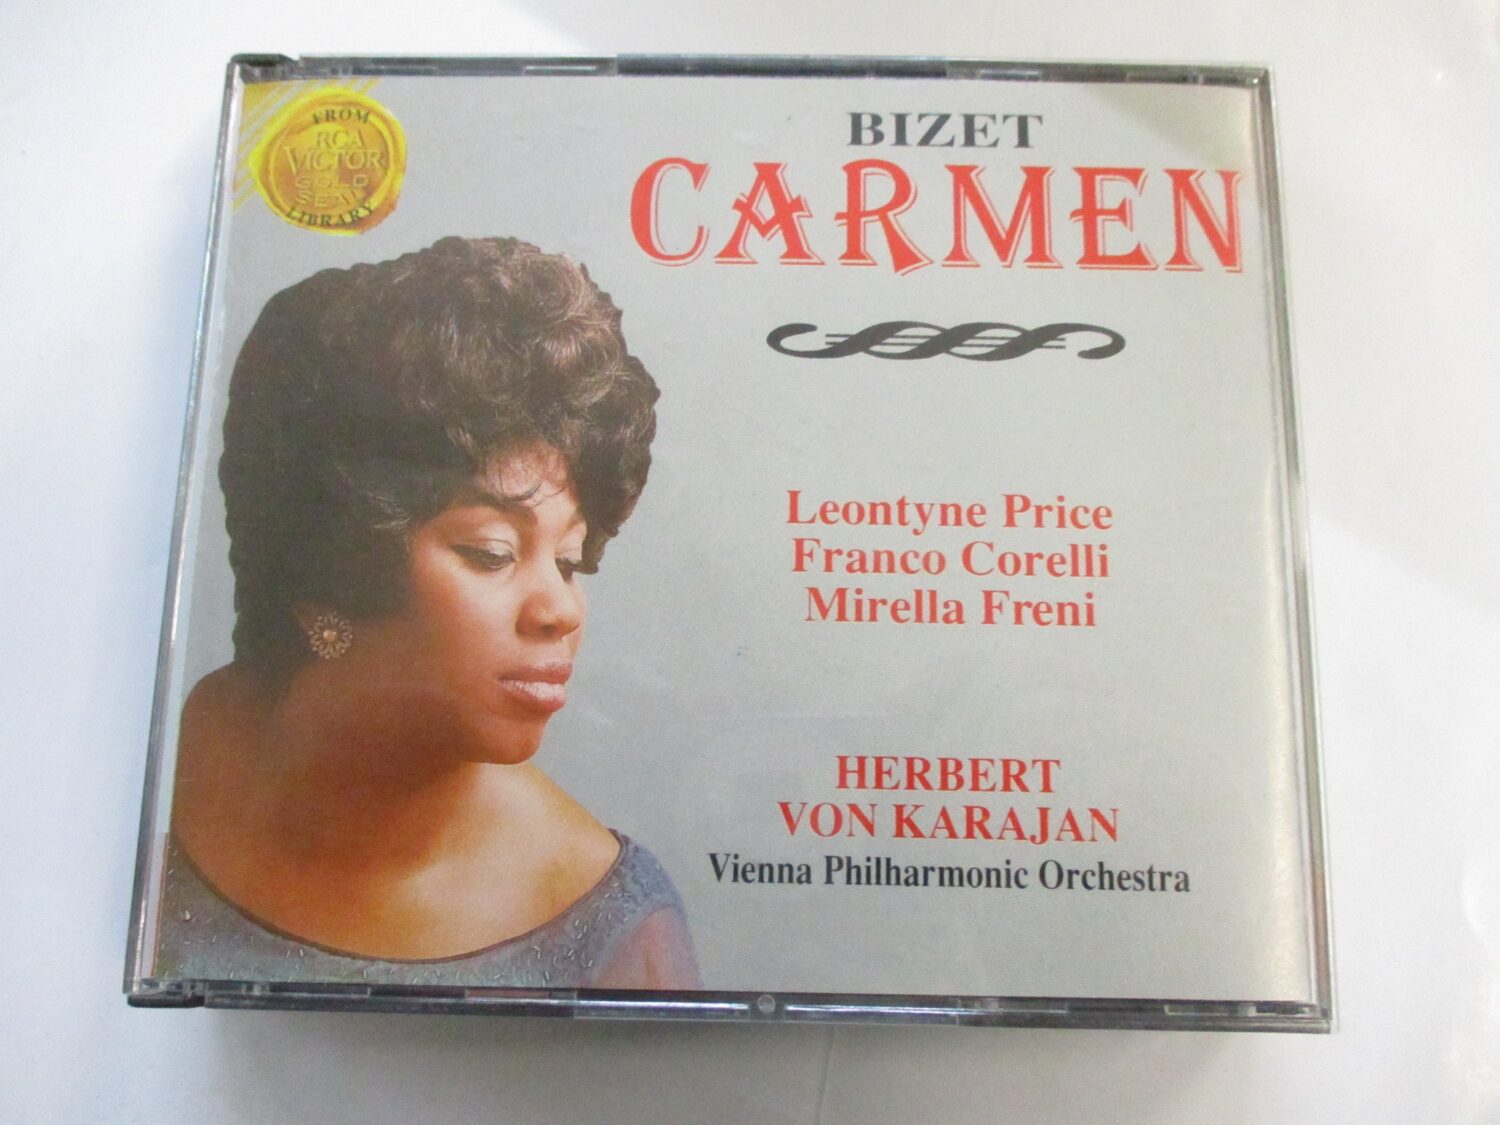 FROM
RCA
VICTOR
GOLD
SEAL
LIBRARY
BIZET
CARMEN
Leontyne Price
Franco Corelli
Mirella Freni
HERBERT
VON KARAJAN
Vienna Philharmonic Orchestra